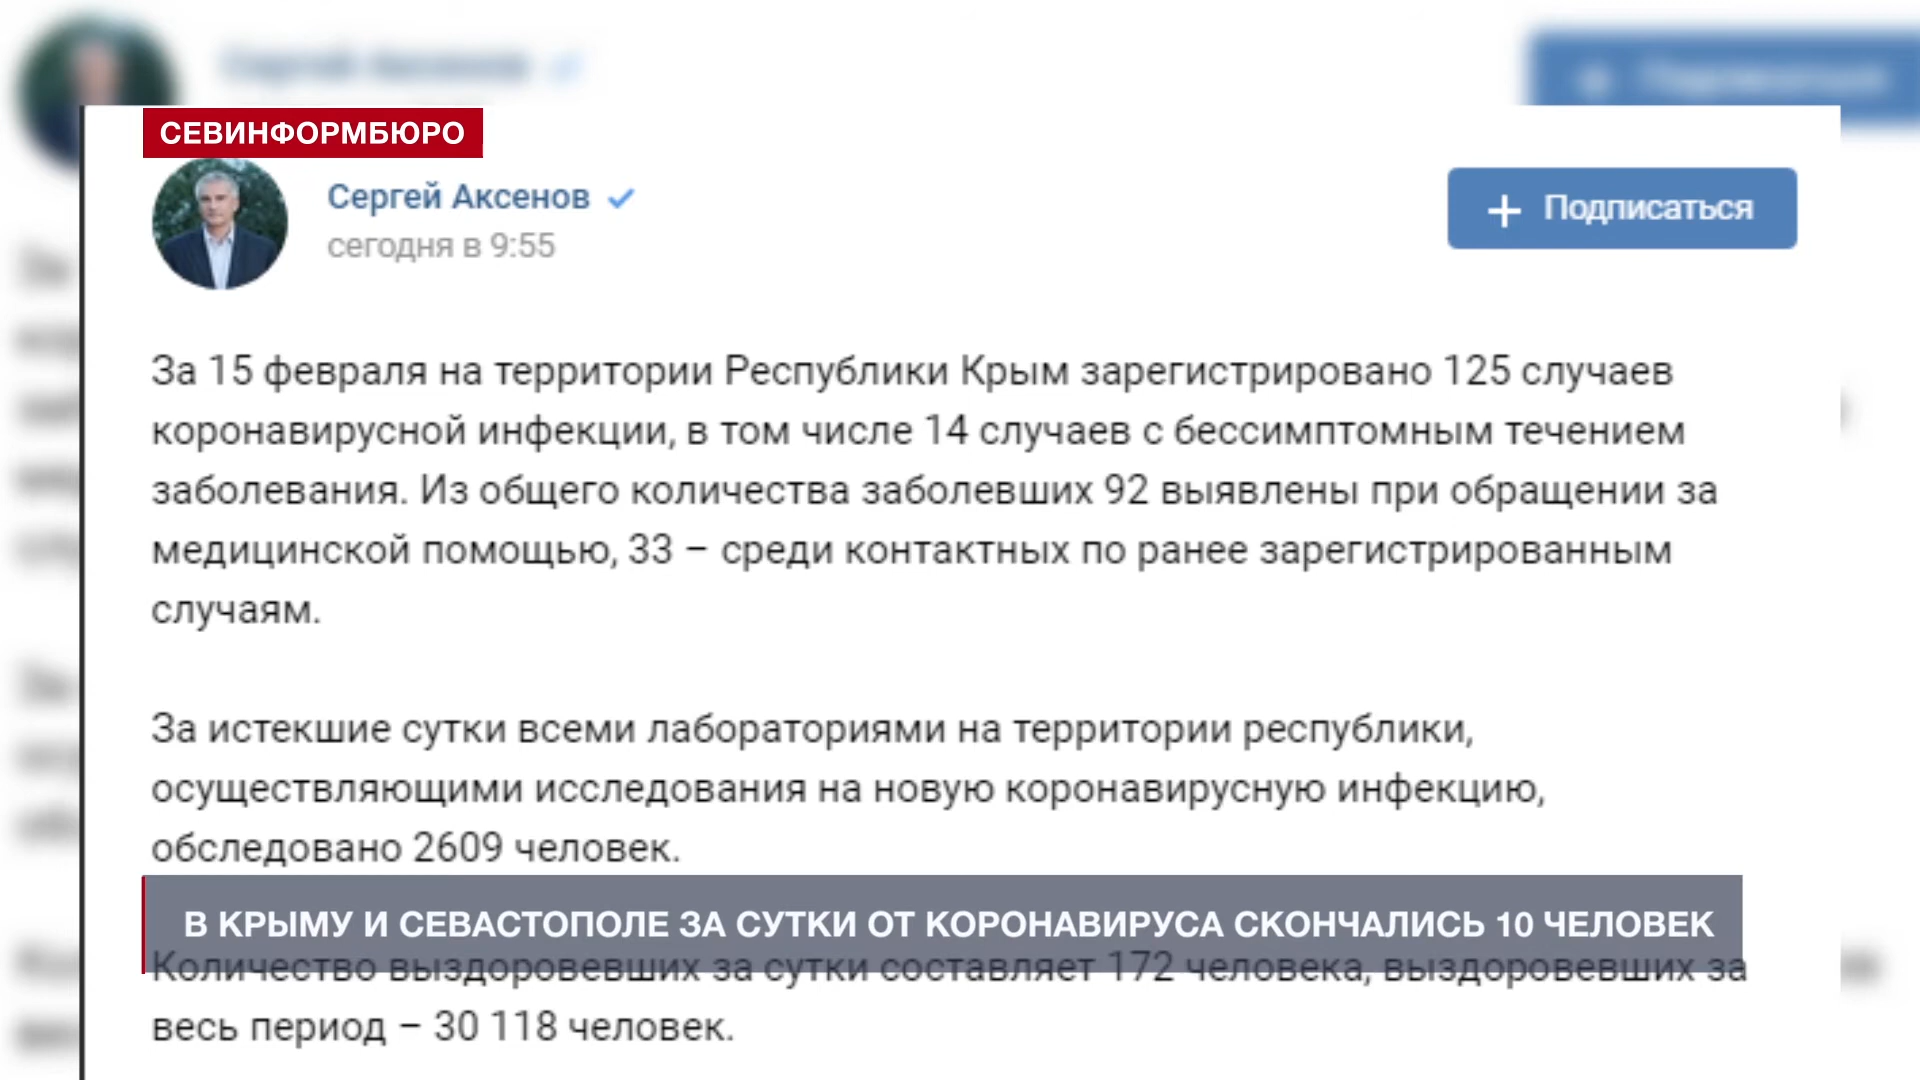 СЕВИНФОРМБЮРО
Сергей Аксенов
сегодня в 9:55
Подписаться
За 15 февраля на территории Республики Крым зарегистрировано 125 случаев
коронавирусной инфекции, в том числе 14 случаев с бессимптомным течением
заболевания. Из общего количества заболевших 92 выявлены при обращении за
медицинской помощью, 33 – среди контактных по ранее зарегистрированным
случаям.
За истекшие сутки всеми лабораториями на территории республики,
осуществляющими исследования на новую коронавирусную инфекцию,
обследовано 2609 человек.
В КРЫМУ И СЕВАСТОПОЛЕ ЗА СУТКИ ОТ КОРОНАВИРУСА СКОНЧАЛИСЬ 10 ЧЕЛОВЕК
Количество выздоровевших за сутки составляет 172 человека, выздоровевших за
весь период – 30 118 человек.